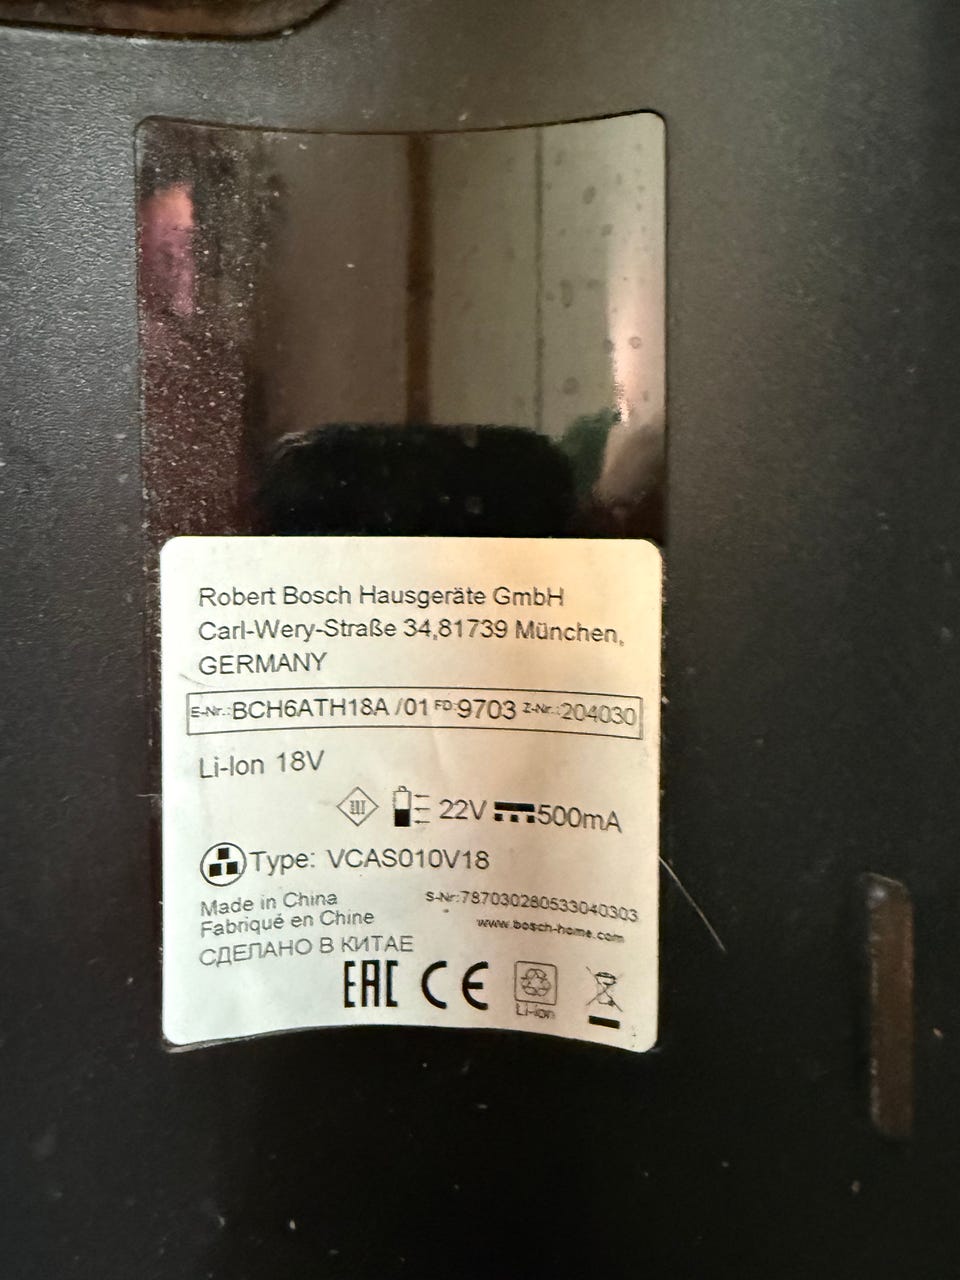 Robert Bosch Hausgeräte GmbH
Carl-Wery-Straße 34,81739 München,
GERMANY
E-Nr.:BCH6ATH18A /01 FD:9703 Z-Nr.:204030
Li-Ion 18V
22V 500mA
Type: VCAS010V18
Made in China
Fabriqué en Chine
СДЕЛАНО В КИТАЕ
S-Nr:787030280533040303
www.bosch-home.com
EAC CE
Li-Ion